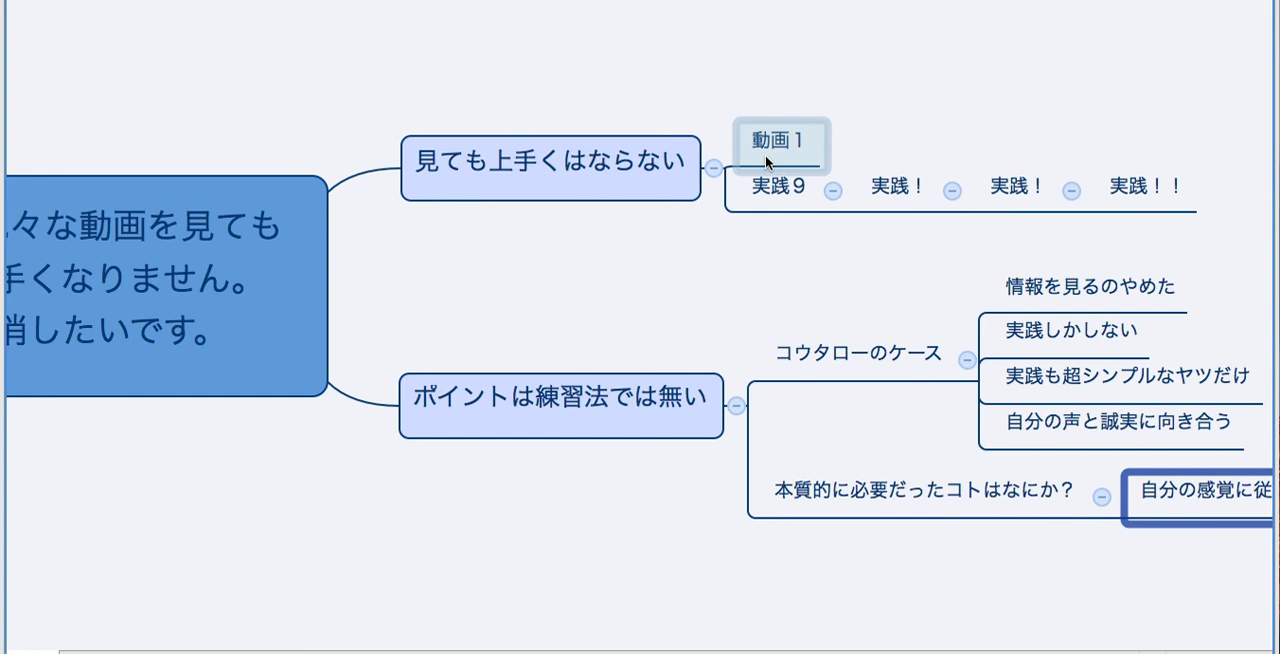 々な動画を見ても
手くなりません。
消したいです。
見ても上手くはならない
動画１
実践９
実践！
実践！
実践！！
ポイントは練習法では無い
コウタローのケース
情報を見るのやめた
実践しかしない
実践も超シンプルなヤツだけ
自分の声と誠実に向き合う
本質的に必要だったコトはなにか？
自分の感覚に従